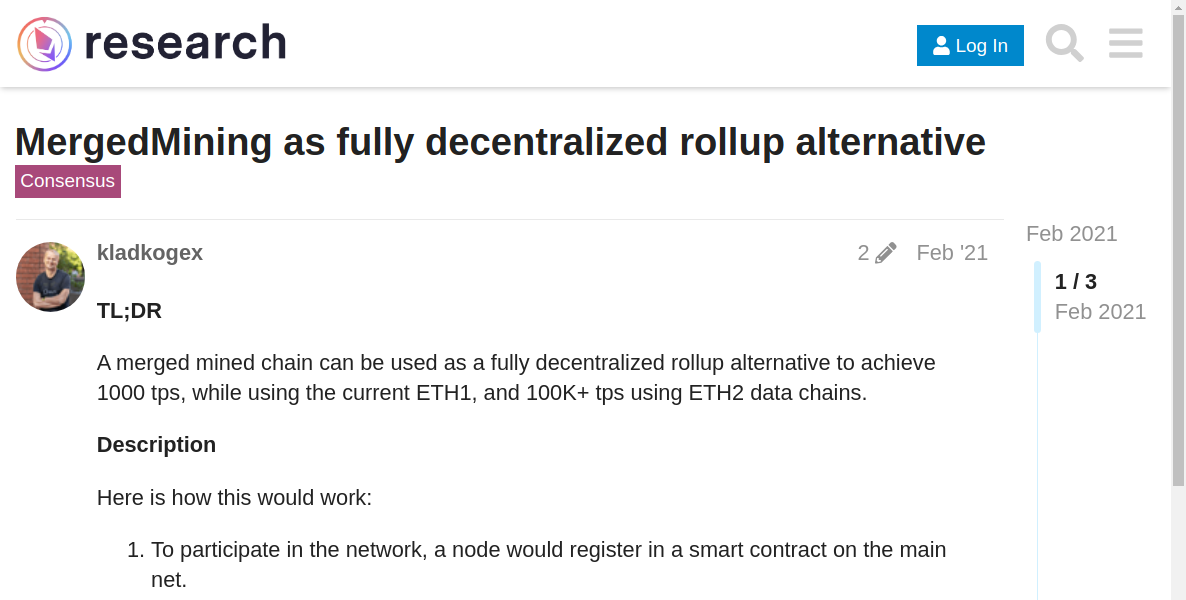 research
Log In
MergedMining as fully decentralized rollup alternative
Consensus
Feb 2021
kladkogex
2
Feb '21
1 / 3
Feb 2021
TL;DR
A merged mined chain can be used as a fully decentralized rollup alternative to achieve
1000 tps, while using the current ETH1, and 100K+ tps using ETH2 data chains.
Description
Here is how this would work:
1. To participate in the network, a node would register in a smart contract on the main
net.